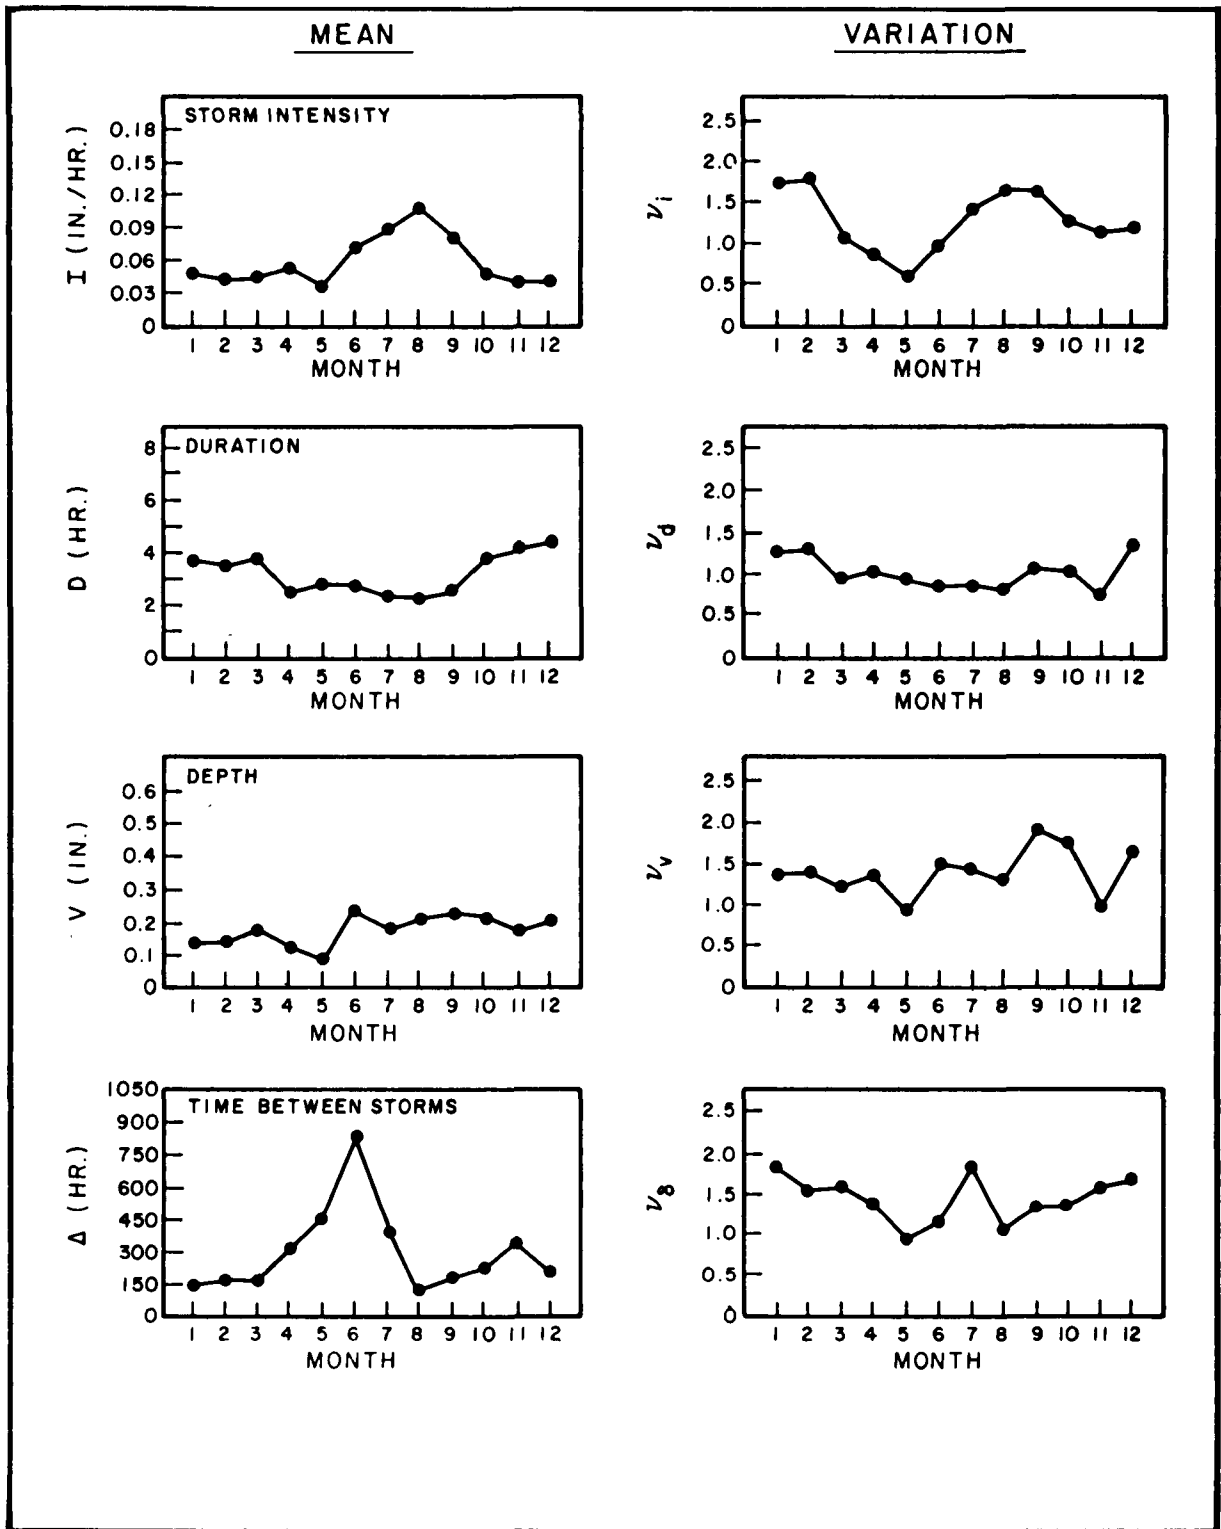 MEAN
VARIATION
STORM INTENSITY
I (IN./HR.)
0.18
0.15
0.12
0.09
0.06
0.03
0
1 2 3 4 5 6 7 8 9 10 11 12
MONTH
ν_i
2.5
2.0
1.5
1.0
0.5
0
1 2 3 4 5 6 7 8 9 10 11 12
MONTH
DURATION
D (HR.)
8
6
4
2
0
1 2 3 4 5 6 7 8 9 10 11 12
MONTH
ν_d
2.5
2.0
1.5
1.0
0.5
0
1 2 3 4 5 6 7 8 9 10 11 12
MONTH
DEPTH
V (IN.)
0.6
0.5
0.4
0.3
0.2
0.1
0
1 2 3 4 5 6 7 8 9 10 11 12
MONTH
ν_v
2.5
2.0
1.5
1.0
0.5
0
1 2 3 4 5 6 7 8 9 10 11 12
MONTH
TIME BETWEEN STORMS
Δ (HR.)
1050
900
750
600
450
300
150
0
1 2 3 4 5 6 7 8 9 10 11 12
MONTH
ν_δ
2.5
2.0
1.5
1.0
0.5
0
1 2 3 4 5 6 7 8 9 10 11 12
MONTH